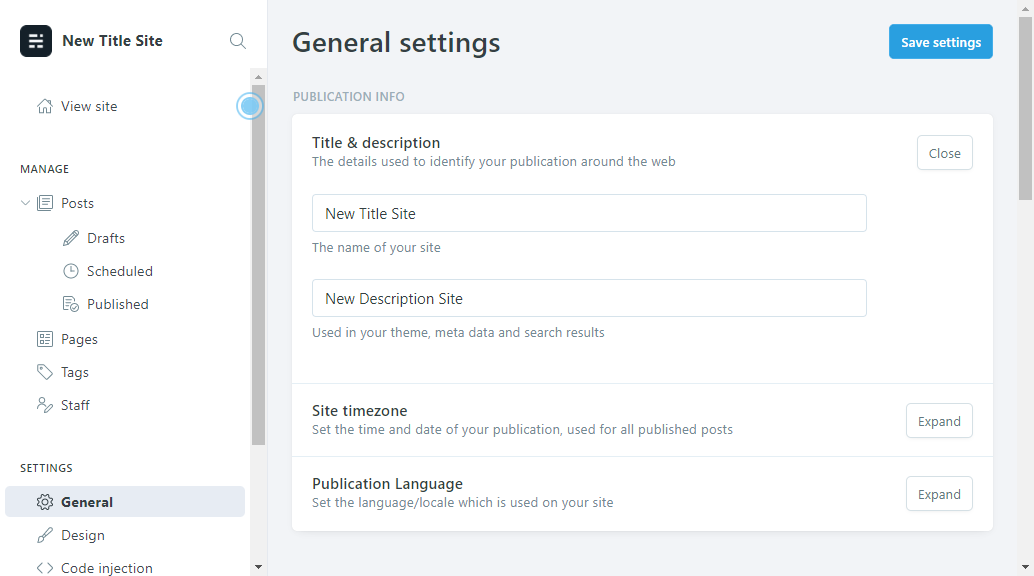 New Title Site
View site
MANAGE
Posts
Drafts
Scheduled
Published
Pages
Tags
Staff
SETTINGS
General
Design
Code injection
General settings
Save settings
PUBLICATION INFO
Title & description
The details used to identify your publication around the web
Close
New Title Site
The name of your site
New Description Site
Used in your theme, meta data and search results
Site timezone
Set the time and date of your publication, used for all published posts
Expand
Publication Language
Set the language/locale which is used on your site
Expand